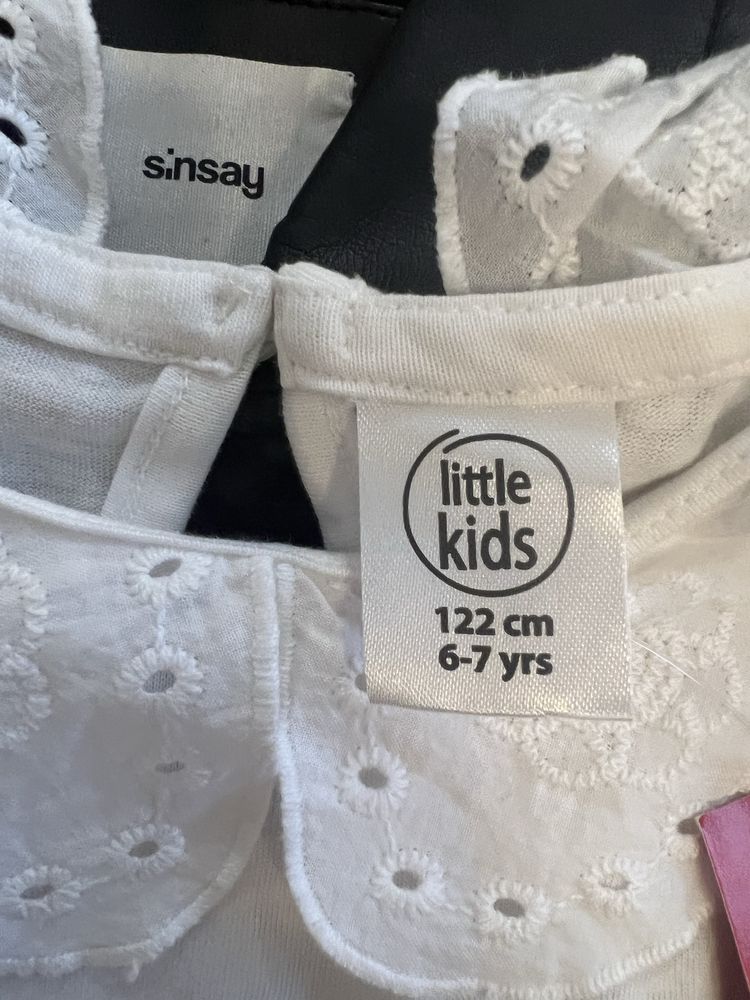 sinsay
little
kids
122 cm
6-7 yrs